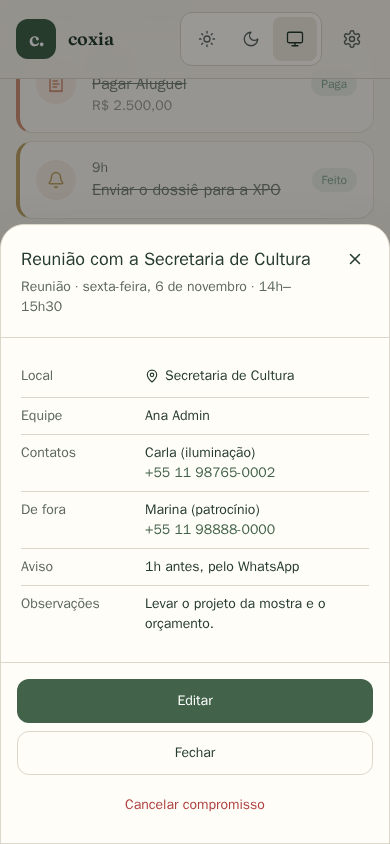 c. coxia
Pagar Aluguel
Paga
R$ 2.500,00
9h
Enviar o dossiê para a XPO
Feito
Reunião com a Secretaria de Cultura
Reunião · sexta-feira, 6 de novembro · 14h–
15h30
Local
Secretaria de Cultura
Equipe
Ana Admin
Contatos
Carla (iluminação)
+55 11 98765-0002
De fora
Marina (patrocínio)
+55 11 98888-0000
Aviso
1h antes, pelo WhatsApp
Observações
Levar o projeto da mostra e o
orçamento.
Editar
Fechar
Cancelar compromisso